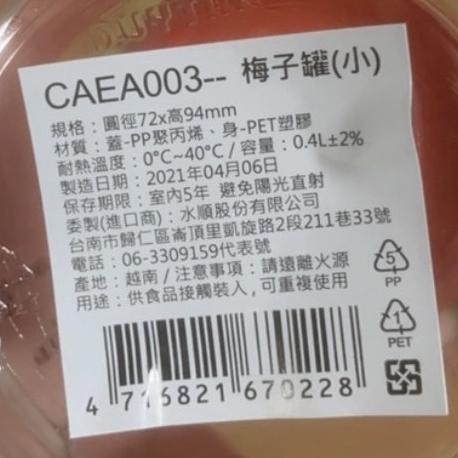 CAEA003-- 梅子罐(小)
規格：圓徑72x高94mm
材質：蓋-PP聚丙烯、身-PET塑膠
耐熱溫度：0°C~40°C / 容量：0.4L±2%
製造日期：2021年04月06日
保存期限：室內5年 避免陽光直射
委製(進口商)：水順股份有限公司
台南市歸仁區崙頂里凱旋路2段211巷33號
電話：06-3309159代表號
產地：越南 / 注意事項：請遠離火源
用途：供食品接觸裝入，可重複使用
5
PP
1
PET
4 716821 670228